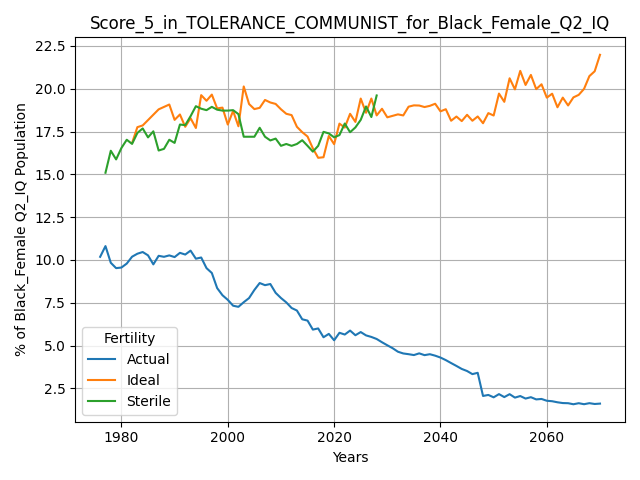 Score_5_in_TOLERANCE_COMMUNIST_for_Black_Female_Q2_IQ
% of Black_Female Q2_IQ Population
22.5
20.0
17.5
15.0
12.5
10.0
7.5
5.0
2.5
Fertility
Actual
Ideal
Sterile
1980
2000
2020
2040
2060
Years